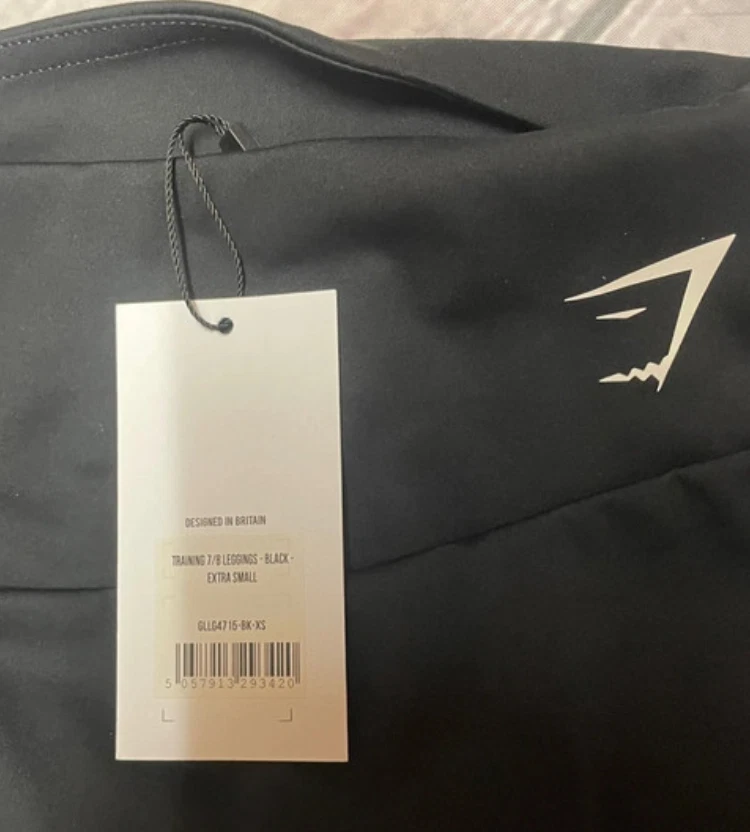 DESIGNED IN BRITAIN
TRAINING 7/8 LEGGINGS - BLACK -
EXTRA SMALL
GLLG4715-BK-XS
5 057913 293420